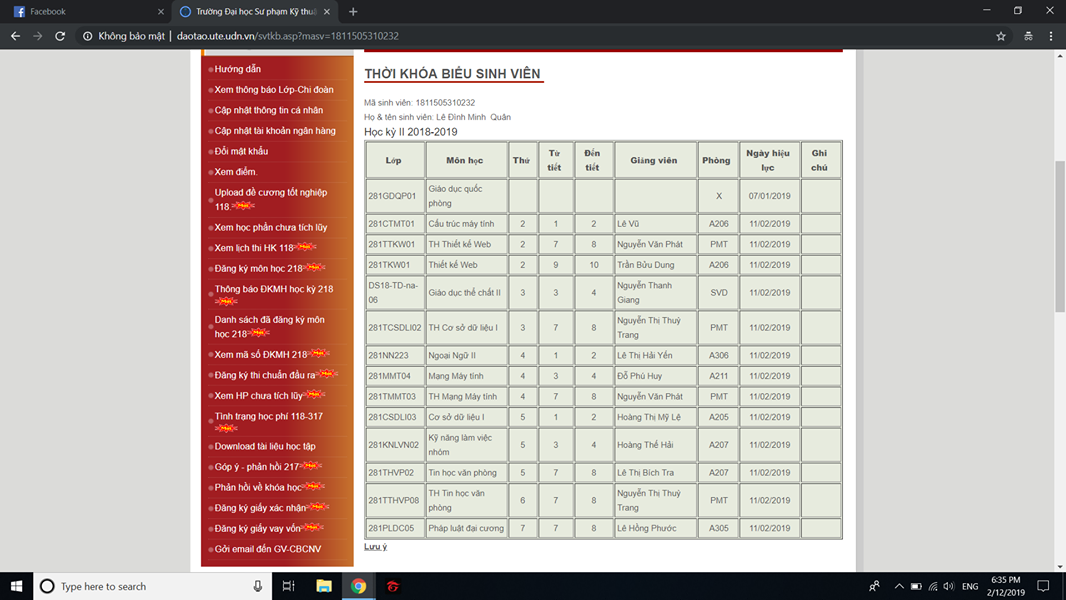 Facebook
Trường Đại học Sư phạm Kỹ thuậ
Không bảo mật | daotao.ute.udn.vn/svtkb.asp?masv=1811505310232
Hướng dẫn
Xem thông báo Lớp-Chi đoàn
Cập nhật thông tin cá nhân
Cập nhật tài khoản ngân hàng
Đổi mật khẩu
Xem điểm.
Upload đề cương tốt nghiệp
118.
Xem học phần chưa tích lũy
Xem lịch thi HK 118
Đăng ký môn học 218
Thông báo ĐKMH học kỳ 218
Danh sách đã đăng ký môn
học 218
Xem mã số ĐKMH 218
Đăng ký thi chuẩn đầu ra
Xem HP chưa tích lũy
Tình trạng học phí 118-317
Download tài liệu học tập
Góp ý - phản hồi 217
Phản hồi về khóa học
Đăng ký giấy xác nhận
Đăng ký giấy vay vốn
Gởi email đến GV-CBCNV
THỜI KHÓA BIỂU SINH VIÊN
Mã sinh viên: 1811505310232
Họ & tên sinh viên: Lê Đình Minh Quân
Học kỳ II 2018-2019
Lớp Môn học Thứ Từ tiết Đến tiết Giảng viên Phòng Ngày hiệu lực Ghi chú
281GDQP01 Giáo dục quốc phòng X 07/01/2019
281CTMT01 Cấu trúc máy tính 2 1 2 Lê Vũ A206 11/02/2019
281TTKW01 TH Thiết kế Web 2 7 8 Nguyễn Văn Phát PMT 11/02/2019
281TKW01 Thiết kế Web 2 9 10 Trần Bửu Dung A206 11/02/2019
DS18-TD-na-06 Giáo dục thể chất II 3 3 4 Nguyễn Thanh Giang SVD 11/02/2019
281TCSDLI02 TH Cơ sở dữ liệu I 3 7 8 Nguyễn Thị Thuý Trang PMT 11/02/2019
281NN223 Ngoại Ngữ II 4 1 2 Lê Thị Hải Yến A306 11/02/2019
281MMT04 Mạng Máy tính 4 3 4 Đỗ Phú Huy A211 11/02/2019
281TMMT03 TH Mạng Máy tính 4 7 8 Nguyễn Văn Phát PMT 11/02/2019
281CSDLI03 Cơ sở dữ liệu I 5 1 2 Hoàng Thị Mỹ Lệ A205 11/02/2019
281KNLVN02 Kỹ năng làm việc nhóm 5 3 4 Hoàng Thế Hải A207 11/02/2019
281THVP02 Tin học văn phòng 5 7 8 Lê Thị Bích Tra A207 11/02/2019
281TTHVP08 TH Tin học văn phòng 6 7 8 Nguyễn Thị Thuý Trang PMT 11/02/2019
281PLDC05 Pháp luật đại cương 7 7 8 Lê Hồng Phước A305 11/02/2019
Lưu ý
Type here to search
ENG
6:35 PM
2/12/2019